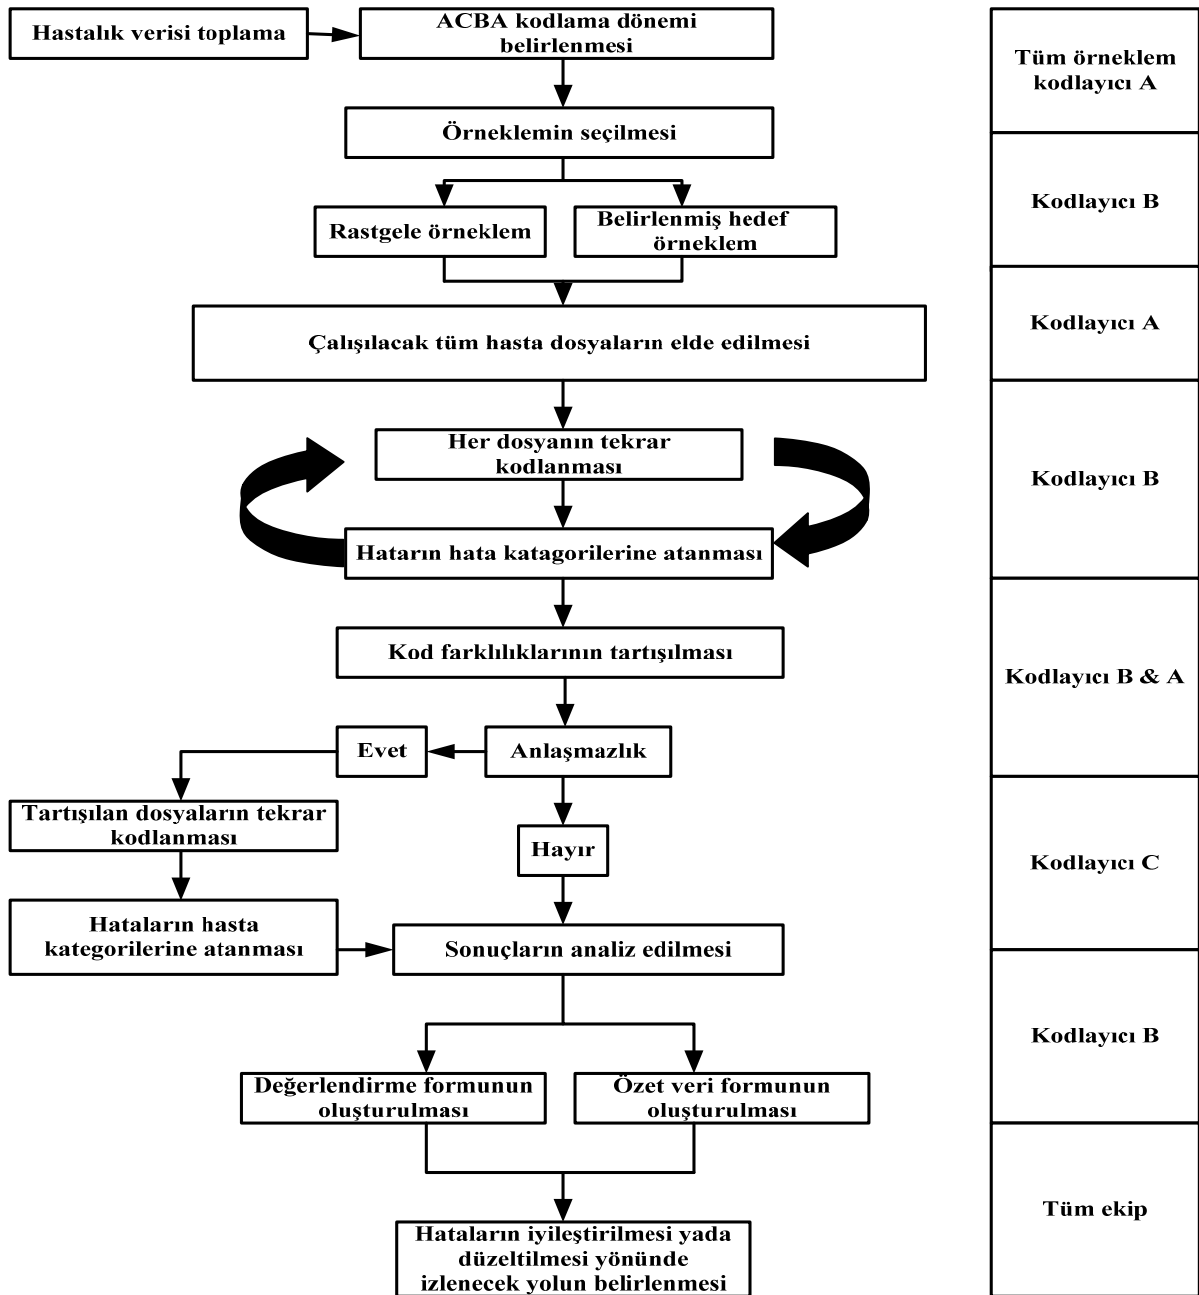 Hastalık verisi toplama
ACBA kodlama dönemi
belirlenmesi
Örneklemin seçilmesi
Rastgele örneklem
Belirlenmiş hedef
örneklem
Çalışılacak tüm hasta dosyaların elde edilmesi
Her dosyanın tekrar
kodlanması
Hatarın hata katagorilerine atanması
Kod farklılıklarının tartışılması
Anlaşmazlık
Evet
Hayır
Tartışılan dosyaların tekrar
kodlanması
Hataların hasta
kategorilerine atanması
Sonuçların analiz edilmesi
Değerlendirme formunun
oluşturulması
Özet veri formunun
oluşturulması
Hataların iyileştirilmesi yada
düzeltilmesi yönünde
izlenecek yolun belirlenmesi
Tüm örneklem
kodlayıcı A
Kodlayıcı B
Kodlayıcı A
Kodlayıcı B
Kodlayıcı B & A
Kodlayıcı C
Kodlayıcı B
Tüm ekip